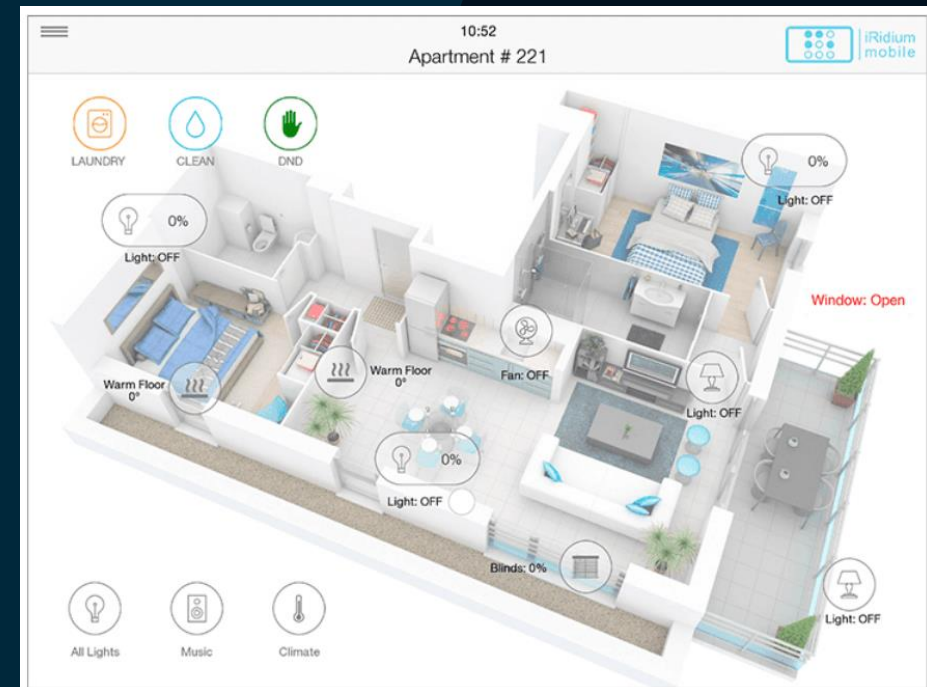 10:52
Apartment # 221
iRidium
mobile
LAUNDRY
CLEAN
DND
0%
Light: OFF
0%
Light: OFF
Window: Open
Fan: OFF
Warm Floor
0°
Warm Floor
0°
Light: OFF
0%
Light: OFF
Blinds: 0%
Light: OFF
All Lights
Music
Climate